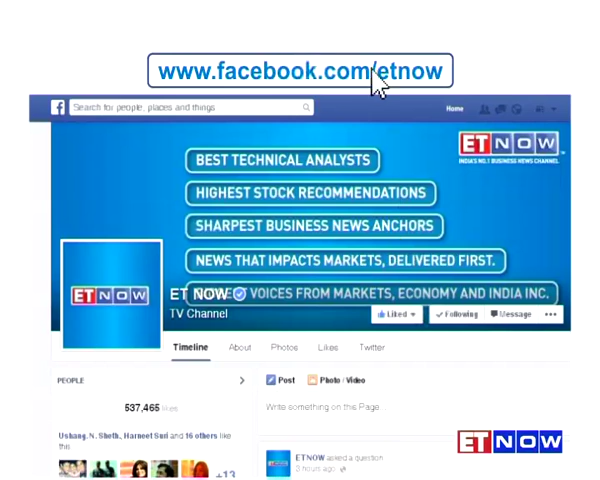 www.facebook.com/etnow
Search for people, places and things
Home
ET NOW
INDIA'S NO.1 BUSINESS NEWS CHANNEL
BEST TECHNICAL ANALYSTS
HIGHEST STOCK RECOMMENDATIONS
SHARPEST BUSINESS NEWS ANCHORS
NEWS THAT IMPACTS MARKETS, DELIVERED FIRST.
VOICES FROM MARKETS, ECONOMY AND INDIA INC.
ET NOW
ET NOW
TV Channel
Liked Following Message
Timeline About Photos Likes Twitter
PEOPLE
Post Photo / Video
537,465 likes
Write something on this Page
Ushang. N. Sheth, Harneet Suri and 16 others like
this
ET NOW
ETNOW asked a question
2 hours ago
+13